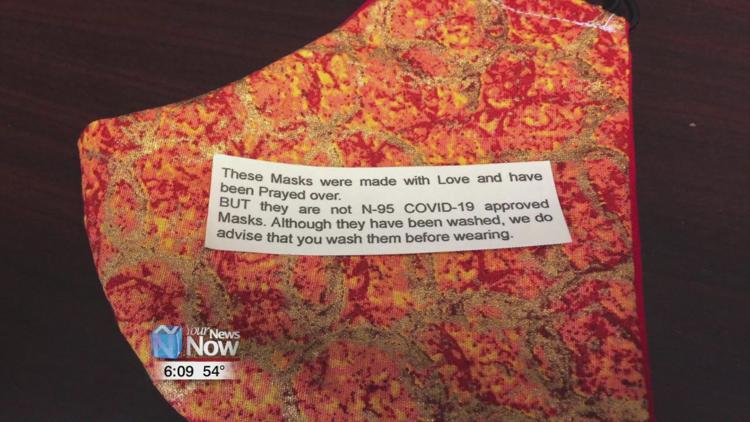 These Masks were made with Love and have
been Prayed over.
BUT they are not N-95 COVID-19 approved
Masks. Although they have been washed, we do
advise that you wash them before wearing.
Your News
Now
6:09 54°